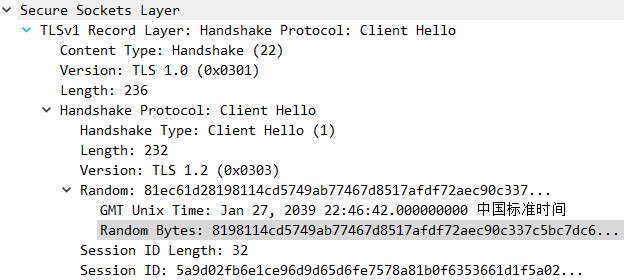 Secure Sockets Layer
TLSv1 Record Layer: Handshake Protocol: Client Hello
Content Type: Handshake (22)
Version: TLS 1.0 (0x0301)
Length: 236
Handshake Protocol: Client Hello
Handshake Type: Client Hello (1)
Length: 232
Version: TLS 1.2 (0x0303)
Random: 81ec61d28198114cd5749ab77467d8517afdf72aec90c337...
GMT Unix Time: Jan 27, 2039 22:46:42.000000000 中国标准时间
Random Bytes: 8198114cd5749ab77467d8517afdf72aec90c337c5bc7dc6...
Session ID Length: 32
Session ID: 5a9d02fb6e1ce96d9d65d6fe7578a81b0f6353661d1f5a02...